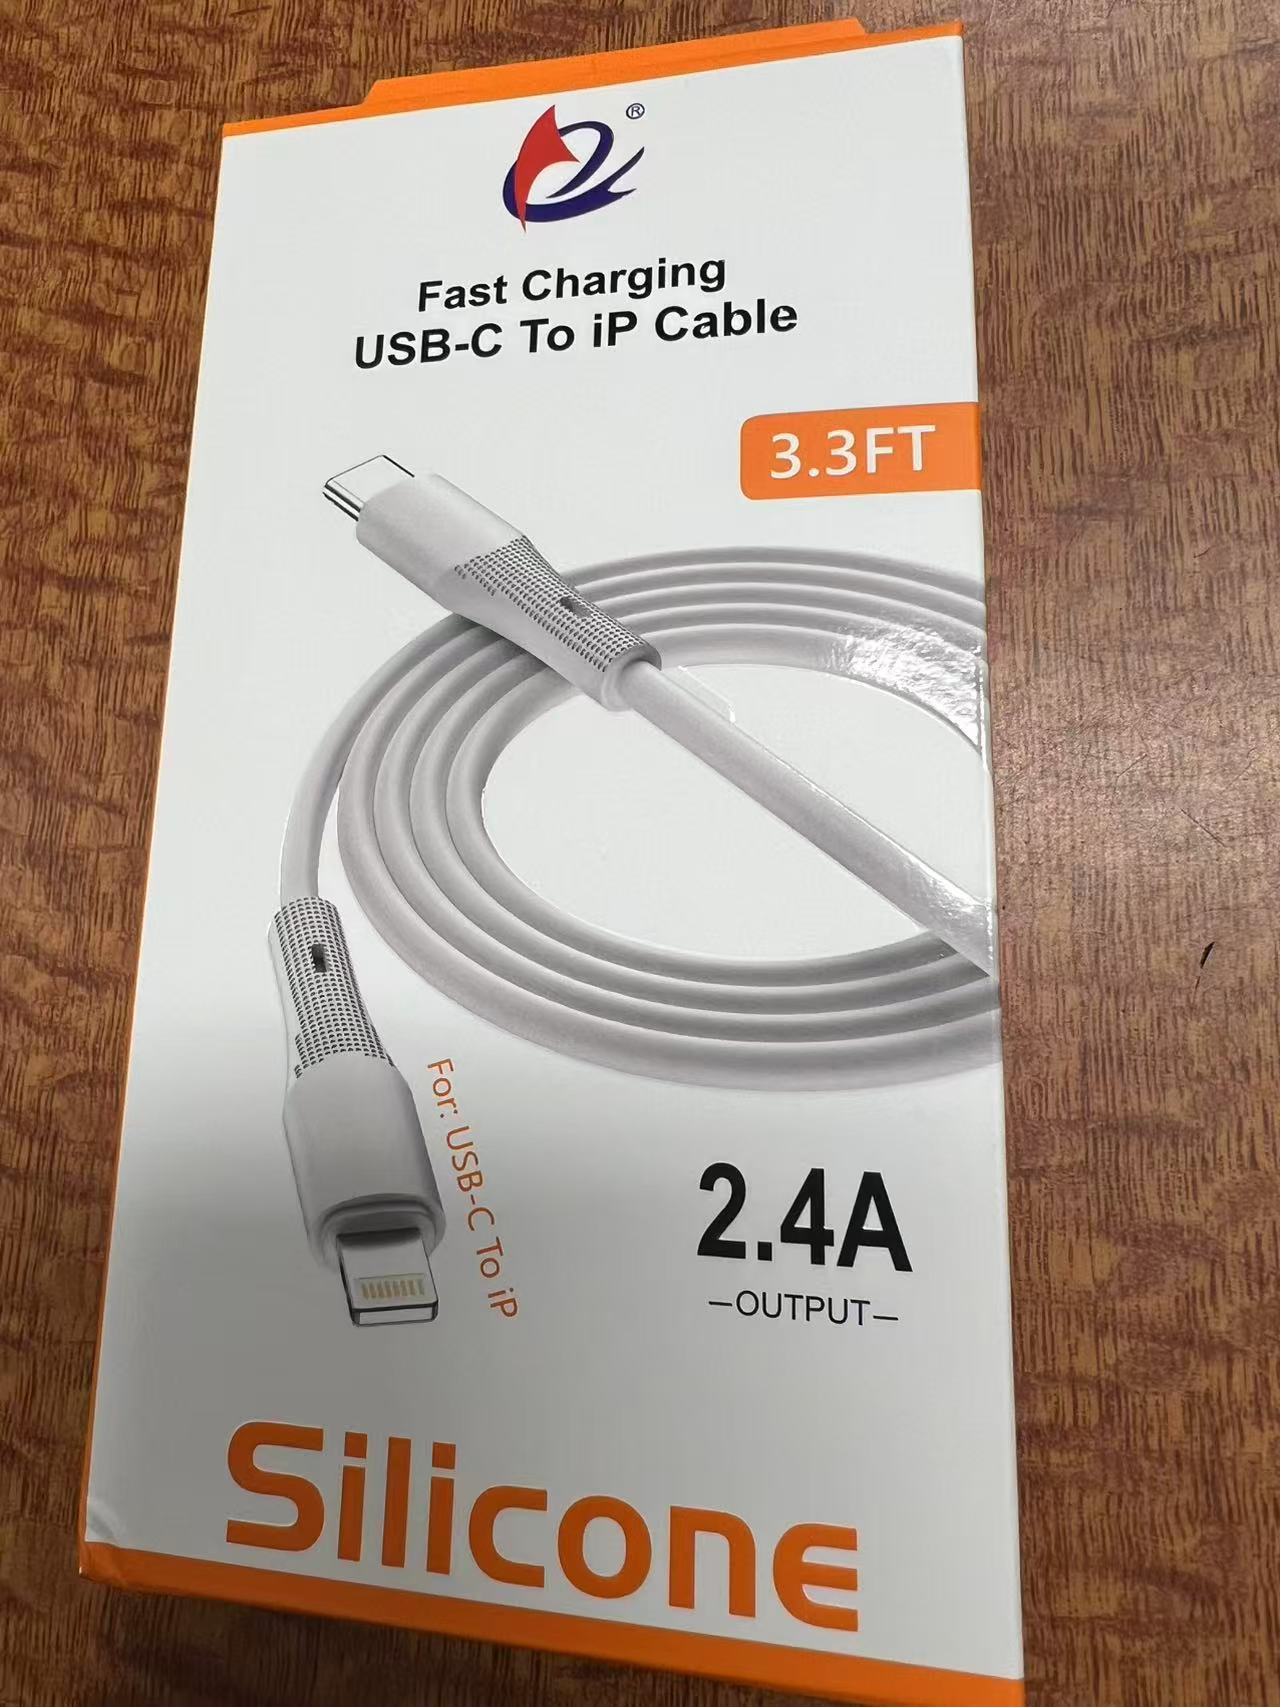 ®
Fast Charging
USB-C To iP Cable
3.3FT
For: USB-C To iP
2.4A
—OUTPUT—
Silicone